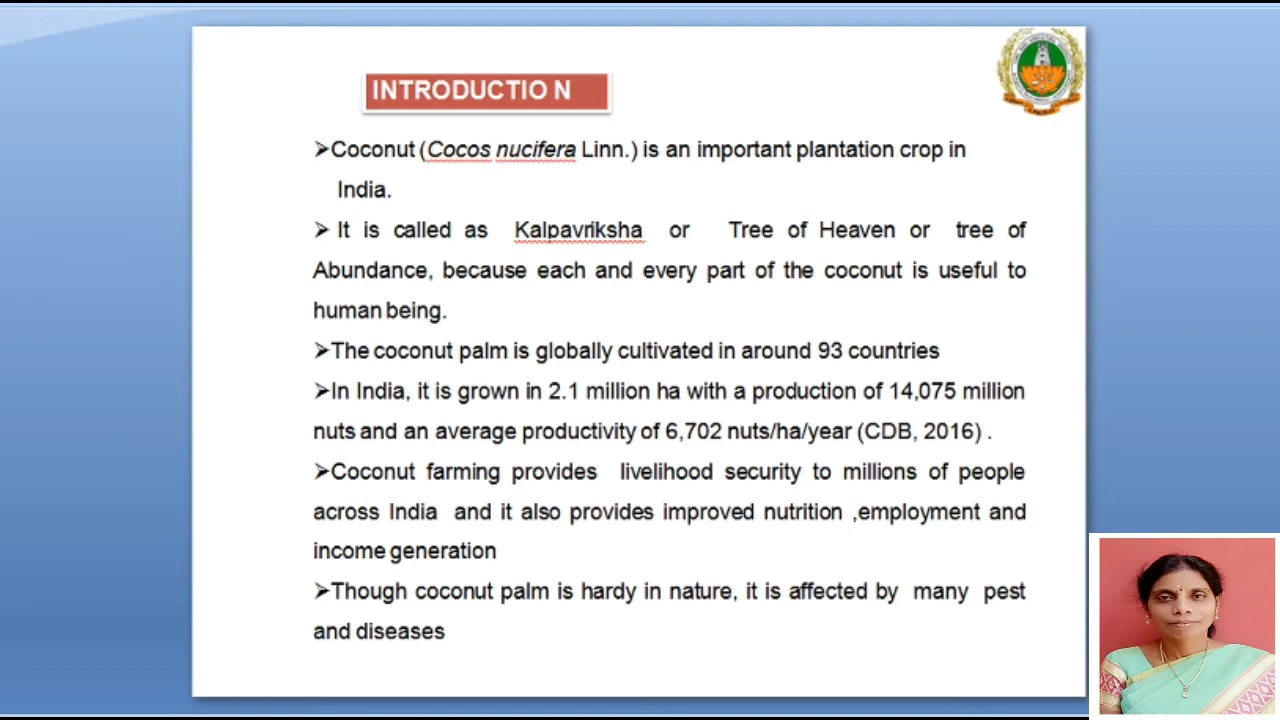 INTRODUCTIO N
➢Coconut (Cocos nucifera Linn.) is an important plantation crop in
India.
➢ It is called as Kalpavriksha or Tree of Heaven or tree of
Abundance, because each and every part of the coconut is useful to
human being.
➢The coconut palm is globally cultivated in around 93 countries
➢In India, it is grown in 2.1 million ha with a production of 14,075 million
nuts and an average productivity of 6,702 nuts/ha/year (CDB, 2016) .
➢Coconut farming provides livelihood security to millions of people
across India and it also provides improved nutrition ,employment and
income generation
➢Though coconut palm is hardy in nature, it is affected by many pest
and diseases